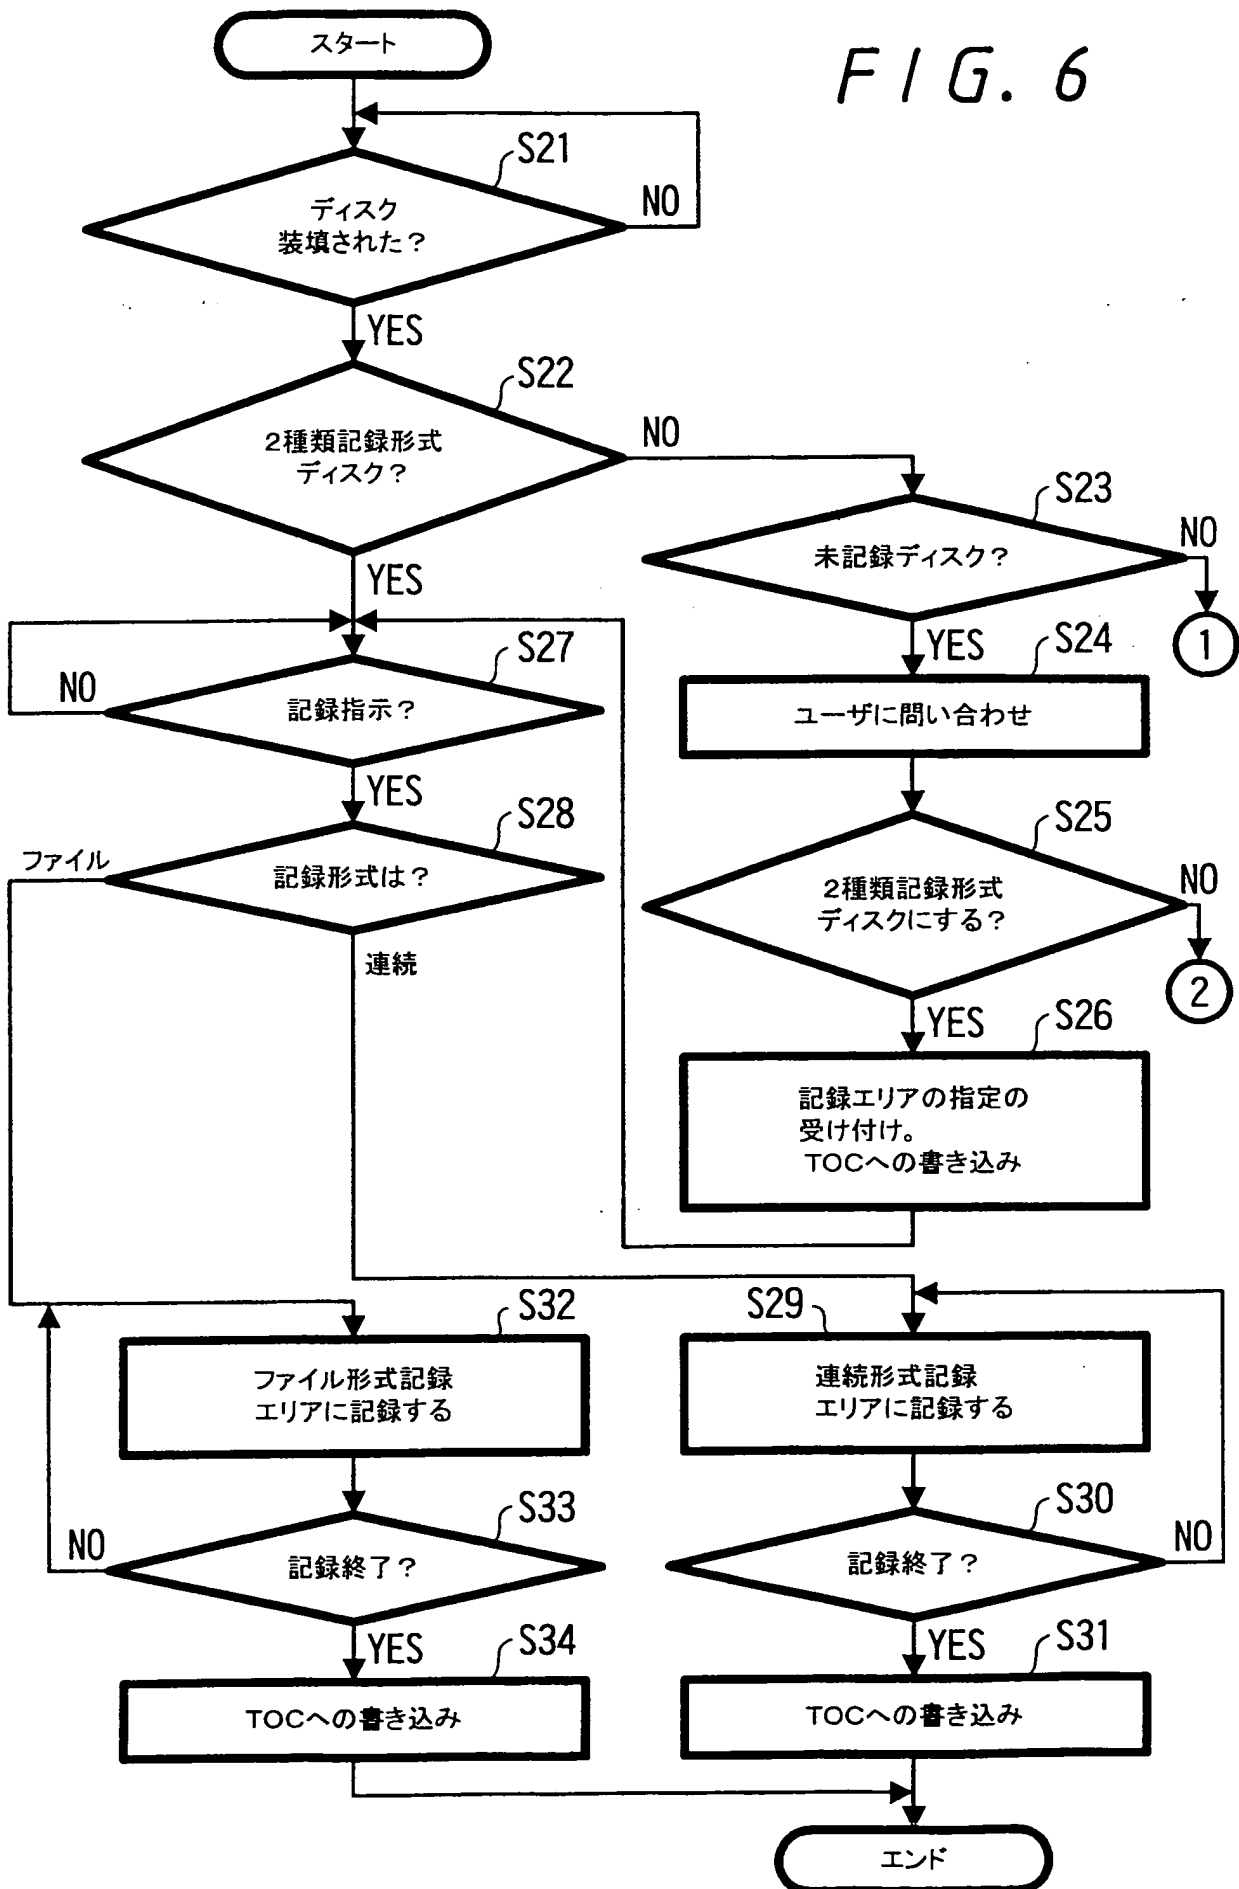 FIG. 6
スタート
S21
ディスク
装填された?
NO
YES
S22
2種類記録形式
ディスク?
NO
YES
S23
未記録ディスク?
NO
1
YES
S24
ユーザに問い合わせ
S25
2種類記録形式
ディスクにする?
NO
2
YES
S26
記録エリアの指定の
受け付け。
TOCへの書き込み
S27
記録指示?
NO
YES
S28
記録形式は?
ファイル
連続
S29
連続形式記録
エリアに記録する
S30
記録終了?
NO
YES
S31
TOCへの書き込み
S32
ファイル形式記録
エリアに記録する
S33
記録終了?
NO
YES
S34
TOCへの書き込み
エンド